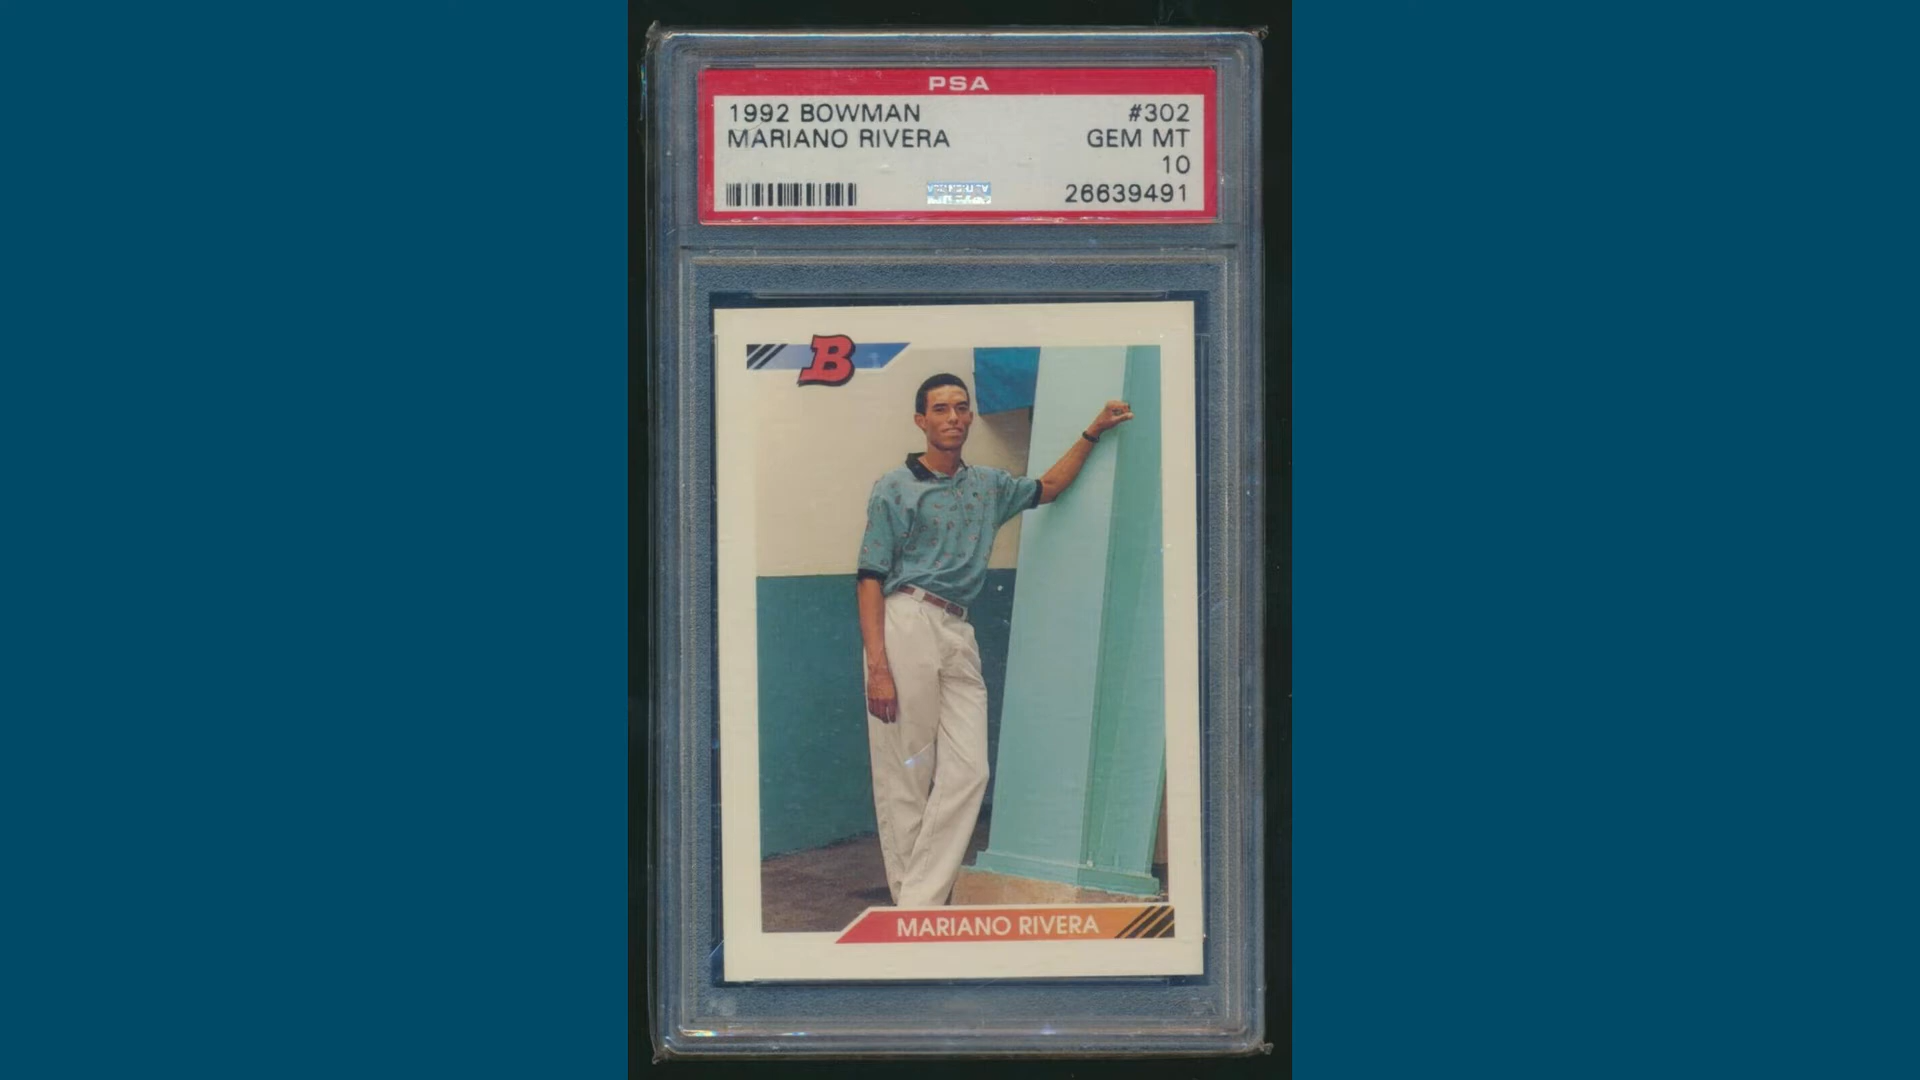 PSA
1992 BOWMAN #302
MARIANO RIVERA GEM MT
10
26639491
B
MARIANO RIVERA